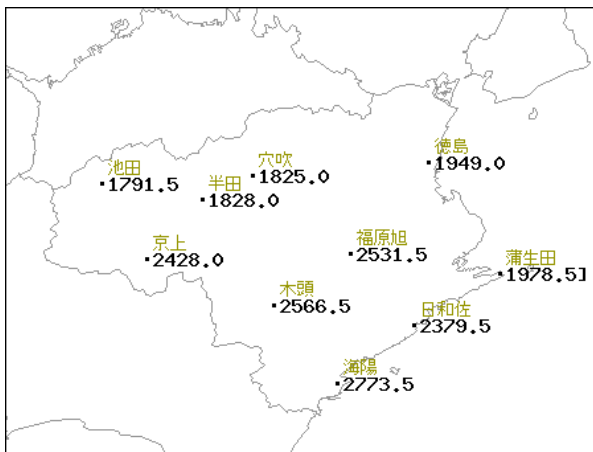 徳島
1949.0
池田
1791.5
穴吹
1825.0
半田
1828.0
京上
2428.0
福原旭
2531.5
蒲生田
1978.5]
木頭
2566.5
日和佐
2379.5
海陽
2773.5